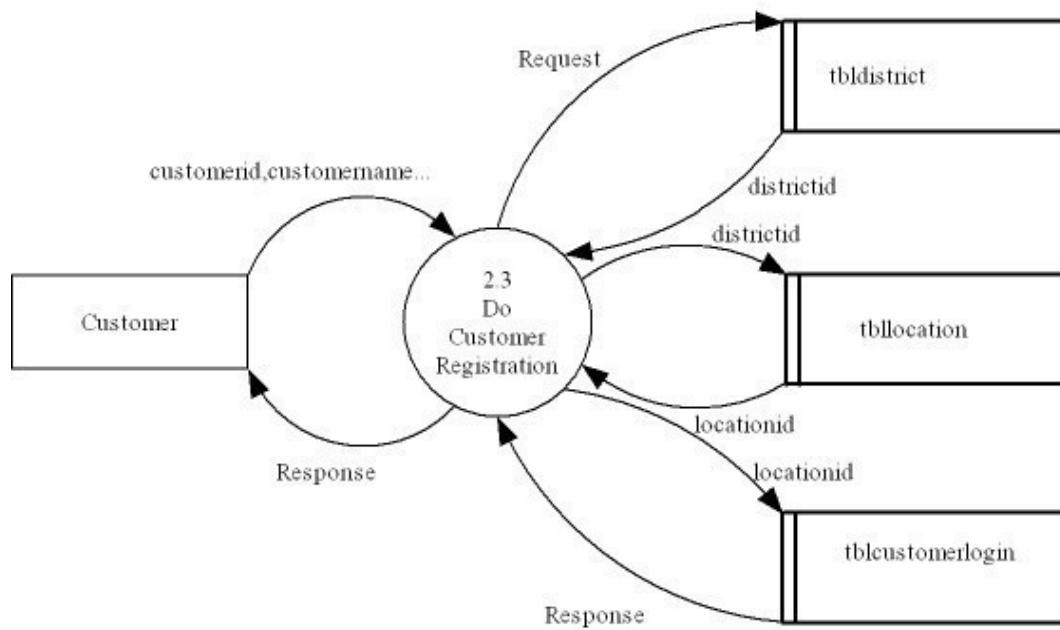 Request
tbldistrict
customerid,customername...
districtid
districtid
2.3
Do
Customer
Registration
Customer
tbllocation
locationid
locationid
Response
tblcustomerlogin
Response